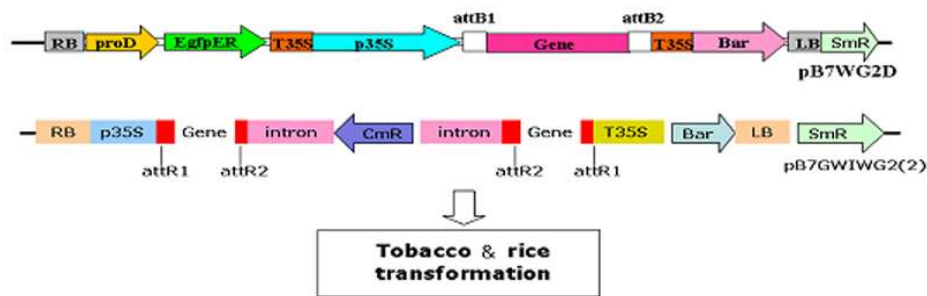 attB1 attB2
RB proD EgfpER T35S p35S Gene T35S Bar LB SmR
pB7WG2D
RB p35S Gene intron CmR intron Gene T35S Bar LB SmR
attR1 attR2 attR2 attR1 pB7GWIWG2(2)
Tobacco & rice
transformation